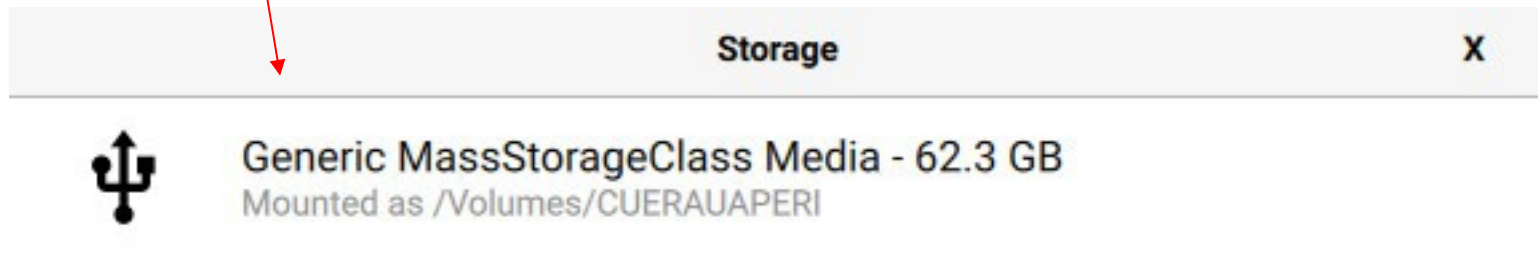 Storage
X
Generic MassStorageClass Media - 62.3 GB
Mounted as /Volumes/CUERAUAPERI